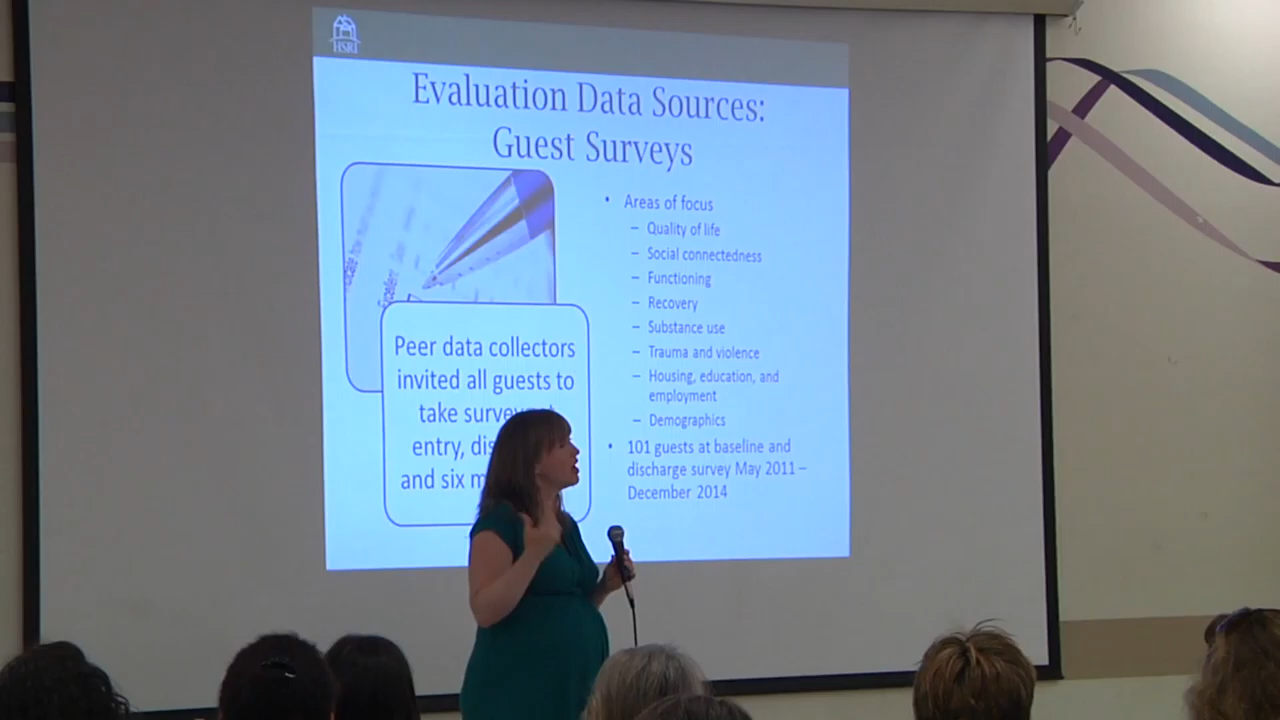 HSRI
Evaluation Data Sources:
Guest Surveys
Excellent
Peer data collectors
invited all guests to
take
entry,
and six
• Areas of focus
– Quality of life
– Social connectedness
– Functioning
– Recovery
– Substance use
– Trauma and violence
– Housing, education, and
employment
– Demographics
• 101 guests at baseline and
discharge survey May 2011 –
December 2014